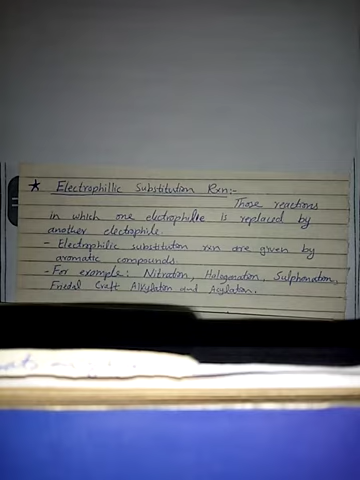 * Electrophillic Substitution Rxn:-
Those reactions
in which one electrophile is replaced by
another electrophile.
- Electrophilic substitution rxn are given by
aromatic compounds.
- For example: Nitration, Halogenation, Sulphonation,
Friedal Craft Alkylation and Acylation.